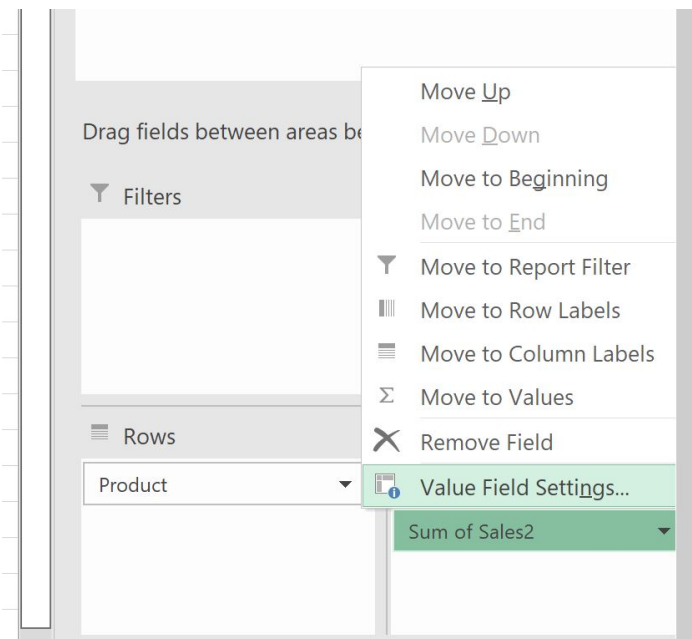 Move Up
Drag fields between areas be
Move Down
Filters
Move to Beginning
Move to End
Move to Report Filter
Move to Row Labels
Move to Column Labels
Σ Move to Values
Rows
Remove Field
Product
Value Field Settings...
Sum of Sales2